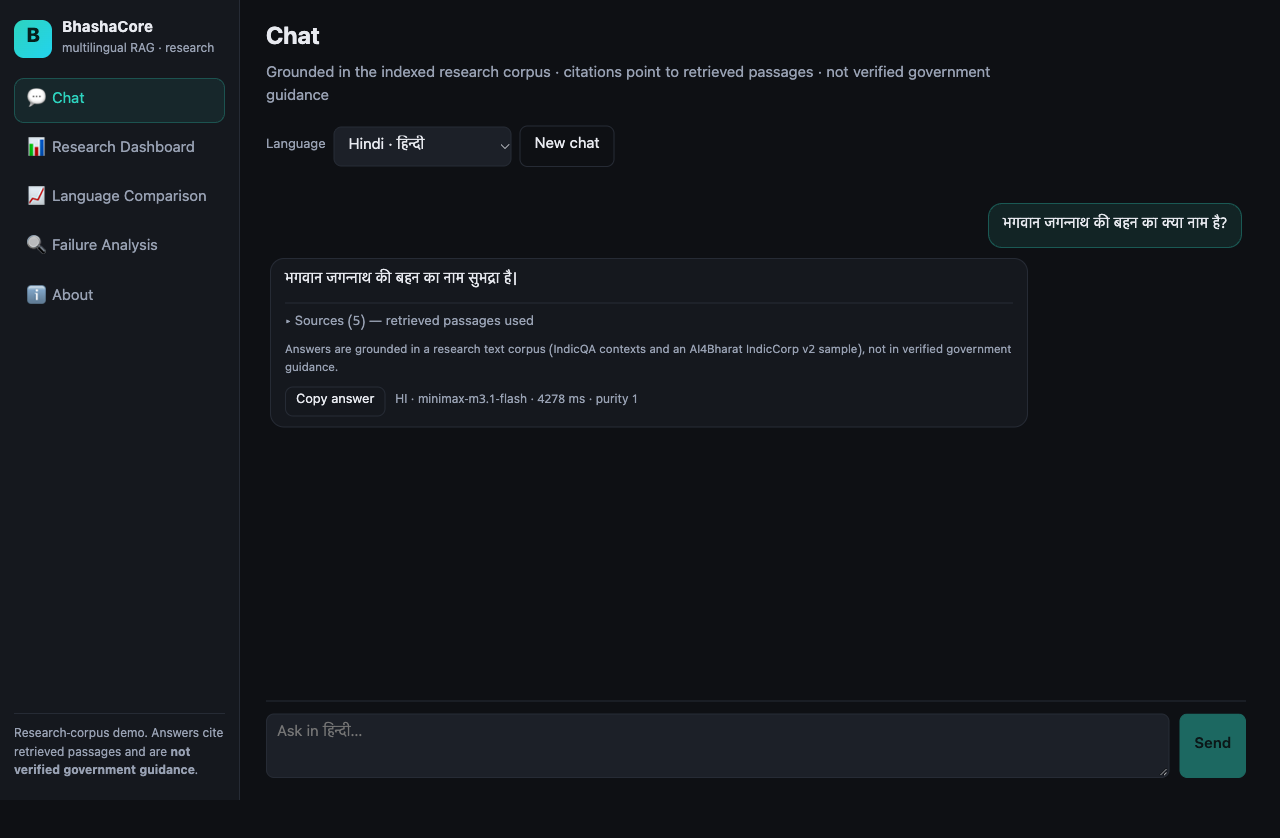 B
BhashaCore
multilingual RAG · research
💬 Chat
📊 Research Dashboard
📈 Language Comparison
🔍 Failure Analysis
ℹ️ About
Research-corpus demo. Answers cite
retrieved passages and are not
verified government guidance.
Chat
Grounded in the indexed research corpus · citations point to retrieved passages · not verified government
guidance
Language
Hindi · हिन्दी
New chat
भगवान जगन्नाथ की बहन का क्या नाम है?
भगवान जगन्नाथ की बहन का नाम सुभद्रा है|
▸ Sources (5) — retrieved passages used
Answers are grounded in a research text corpus (IndicQA contexts and an AI4Bharat IndicCorp v2 sample), not in verified government
guidance.
Copy answer
HI · minimax-m3.1-flash · 4278 ms · purity 1
Ask in हिन्दी...
Send